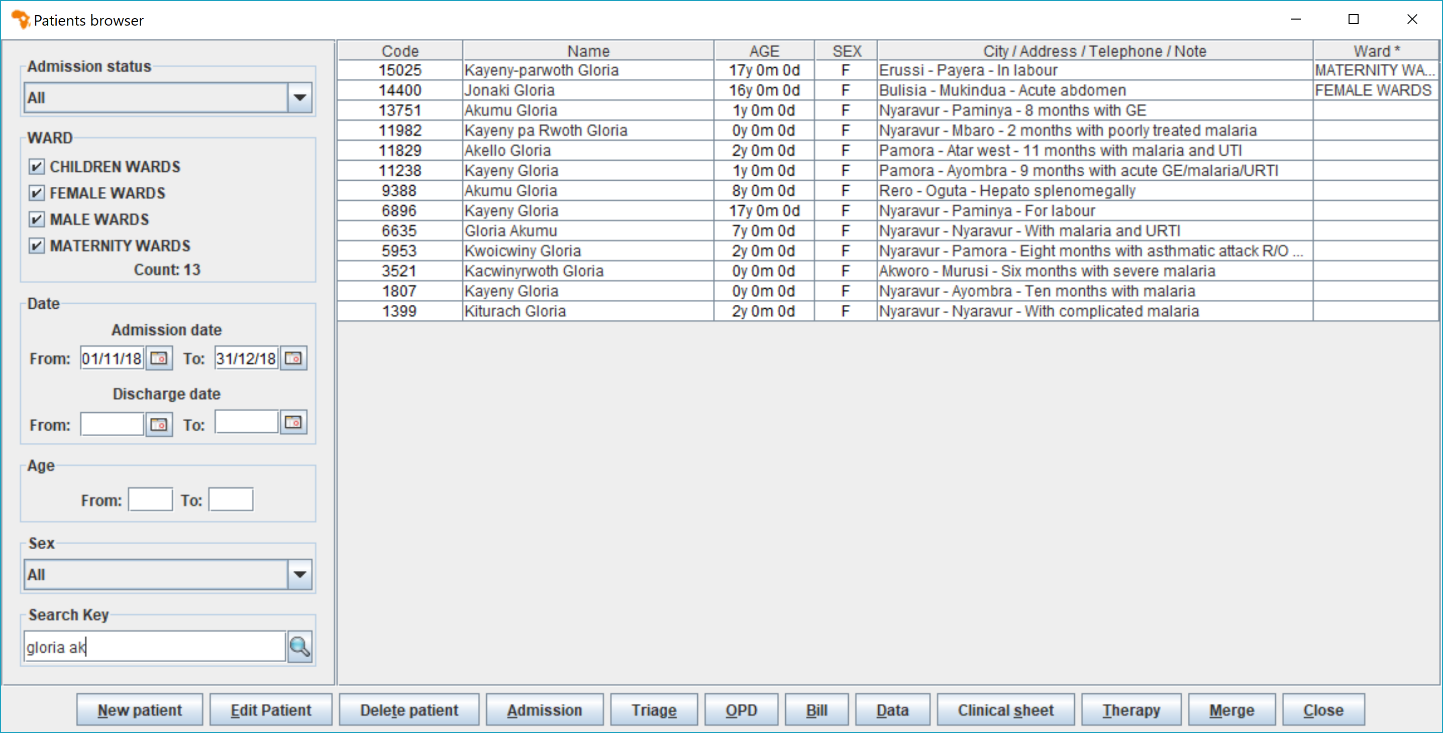 Patients browser
Admission status
All
WARD
CHILDREN WARDS
FEMALE WARDS
MALE WARDS
MATERNITY WARDS
Count: 13
Date
Admission date
From: 01/11/18 To: 31/12/18
Discharge date
From: To:
Age
From: To:
Sex
All
Search Key
gloria ak
Code Name AGE SEX City / Address / Telephone / Note Ward *
15025 Kayeny-parwoth Gloria 17y 0m 0d F Erussi - Payera - In labour MATERNITY WA...
14400 Jonaki Gloria 16y 0m 0d F Bulisia - Mukindua - Acute abdomen FEMALE WARDS
13751 Akumu Gloria 1y 0m 0d F Nyaravur - Paminya - 8 months with GE
11982 Kayeny pa Rwoth Gloria 0y 0m 0d F Nyaravur - Mbaro - 2 months with poorly treated malaria
11829 Akello Gloria 2y 0m 0d F Pamora - Atar west - 11 months with malaria and UTI
11238 Kayeny Gloria 1y 0m 0d F Pamora - Ayombra - 9 months with acute GE/malaria/URTI
9388 Akumu Gloria 8y 0m 0d F Rero - Oguta - Hepato splenomegally
6896 Kayeny Gloria 17y 0m 0d F Nyaravur - Paminya - For labour
6635 Gloria Akumu 7y 0m 0d F Nyaravur - Nyaravur - With malaria and URTI
5953 Kwoicwiny Gloria 2y 0m 0d F Nyaravur - Pamora - Eight months with asthmatic attack R/O ...
3521 Kacwinyrwoth Gloria 0y 0m 0d F Akworo - Murusi - Six months with severe malaria
1807 Kayeny Gloria 0y 0m 0d F Nyaravur - Ayombra - Ten months with malaria
1399 Kiturach Gloria 2y 0m 0d F Nyaravur - Nyaravur - With complicated malaria
New patient Edit Patient Delete patient Admission Triage OPD Bill Data Clinical sheet Therapy Merge Close